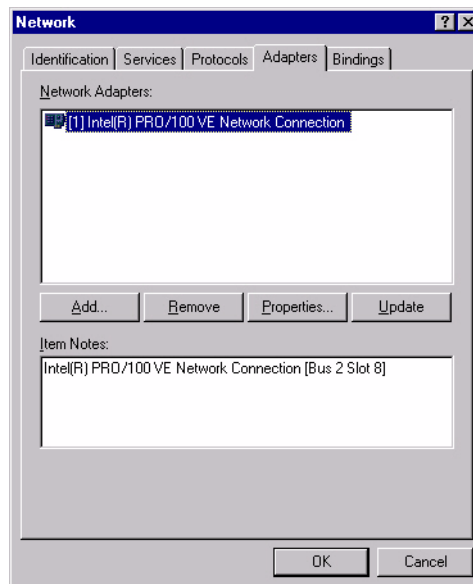 Network
Identification Services Protocols Adapters Bindings
Network Adapters:
[1] Intel(R) PRO/100 VE Network Connection
Add... Remove Properties... Update
Item Notes:
Intel(R) PRO/100 VE Network Connection [Bus 2 Slot 8]
OK Cancel